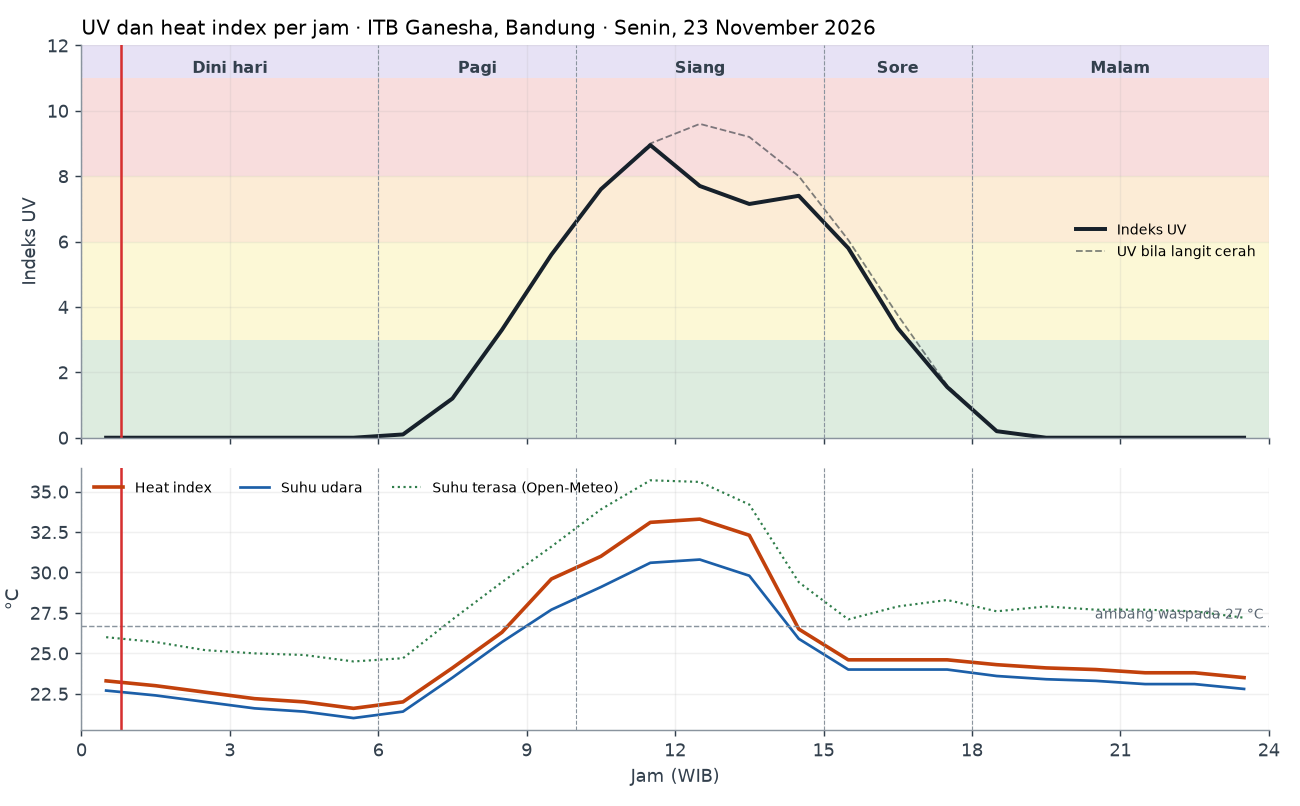 UV dan heat index per jam · ITB Ganesha, Bandung · Senin, 23 November 2026
12
10
8
6
4
2
0
Indeks UV
Dini hari
Pagi
Siang
Sore
Malam
Indeks UV
UV bila langit cerah
35.0
32.5
30.0
27.5
25.0
22.5
°C
Heat index
Suhu udara
Suhu terasa (Open-Meteo)
ambang waspada 27 °C
0
3
6
9
12
15
18
21
24
Jam (WIB)